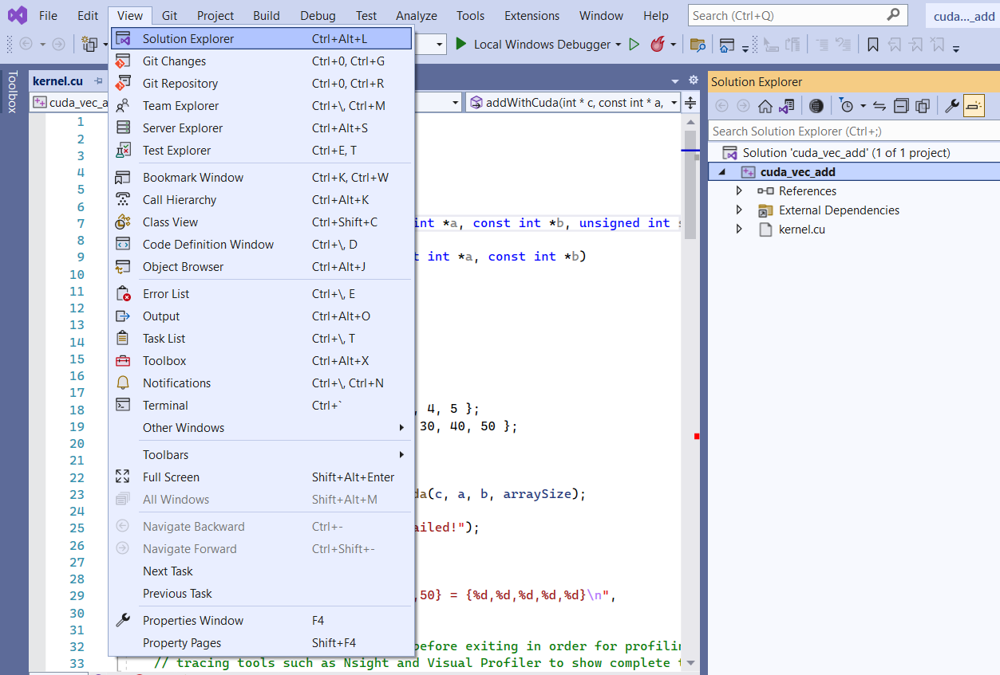 File Edit View Git Project Build Debug Test Analyze Tools Extensions Window Help Search (Ctrl+Q) cuda..._add
Local Windows Debugger
Toolbox
kernel.cu
cuda_vec_a
addWithCuda(int * c, const int * a,
Solution Explorer Ctrl+Alt+L
Git Changes Ctrl+0, Ctrl+G
Git Repository Ctrl+0, Ctrl+R
Team Explorer Ctrl+\, Ctrl+M
Server Explorer Ctrl+Alt+S
Test Explorer Ctrl+E, T
Bookmark Window Ctrl+K, Ctrl+W
Call Hierarchy Ctrl+Alt+K
Class View Ctrl+Shift+C
Code Definition Window Ctrl+\, D
Object Browser Ctrl+Alt+J
Error List Ctrl+\, E
Output Ctrl+Alt+O
Task List Ctrl+\, T
Toolbox Ctrl+Alt+X
Notifications Ctrl+\, Ctrl+N
Terminal Ctrl+`
Other Windows
Toolbars
Full Screen Shift+Alt+Enter
All Windows Shift+Alt+M
Navigate Backward Ctrl+-
Navigate Forward Ctrl+Shift+-
Next Task
Previous Task
Properties Window F4
Property Pages Shift+F4
1
2
3
4
5
6
7 int *a, const int *b, unsigned int s
8
9 t int *a, const int *b)
10
11
12
13
14
15
16
17
18 , 4, 5 };
19 30, 40, 50 };
20
21
22
23 da(c, a, b, arraySize);
24
25 ailed!");
26
27
28
29 ,50} = {%d,%d,%d,%d,%d}\n",
30
31
32 before exiting in order for profilin
33 // tracing tools such as Nsight and Visual Profiler to show complete t
Solution Explorer
Search Solution Explorer (Ctrl+;)
Solution 'cuda_vec_add' (1 of 1 project)
cuda_vec_add
References
External Dependencies
kernel.cu